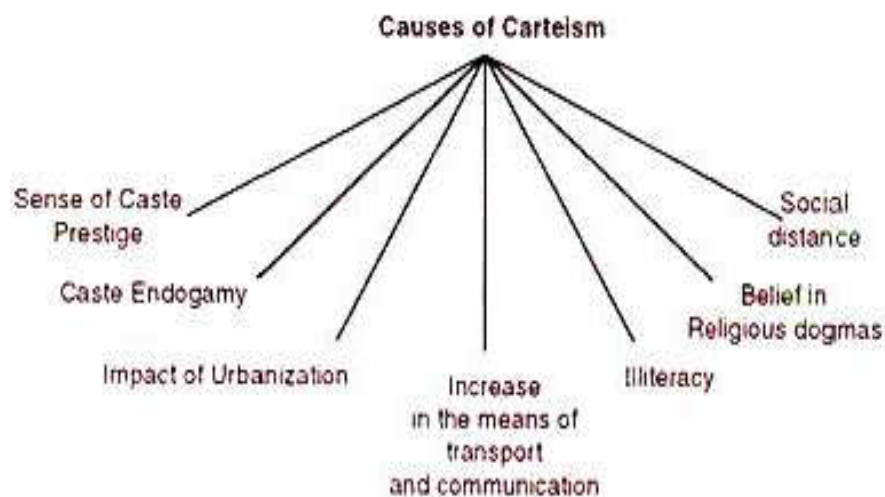 Causes of Carteism
Sense of Caste
Prestige
Caste Endogamy
Impact of Urbanization
Increase
in the means of
transport
and communication
Illiteracy
Belief in
Religious dogmas
Social
distance